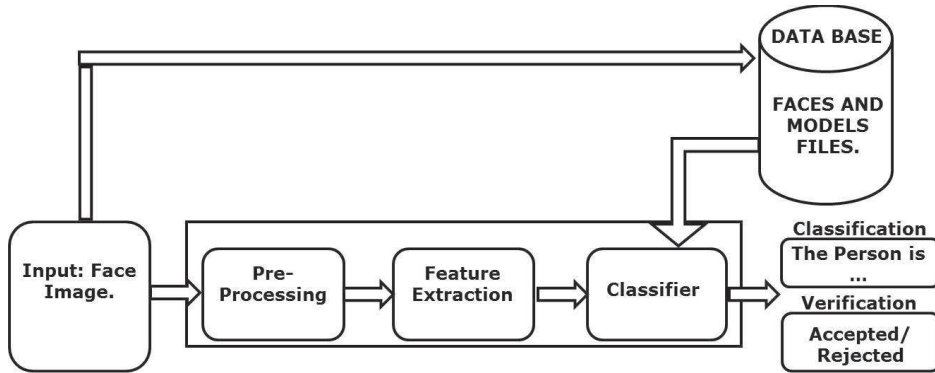 DATA BASE
FACES AND
MODELS
FILES.
Input: Face
Image.
Pre-
Processing
Feature
Extraction
Classifier
Classification
The Person is
...
Verification
Accepted/
Rejected